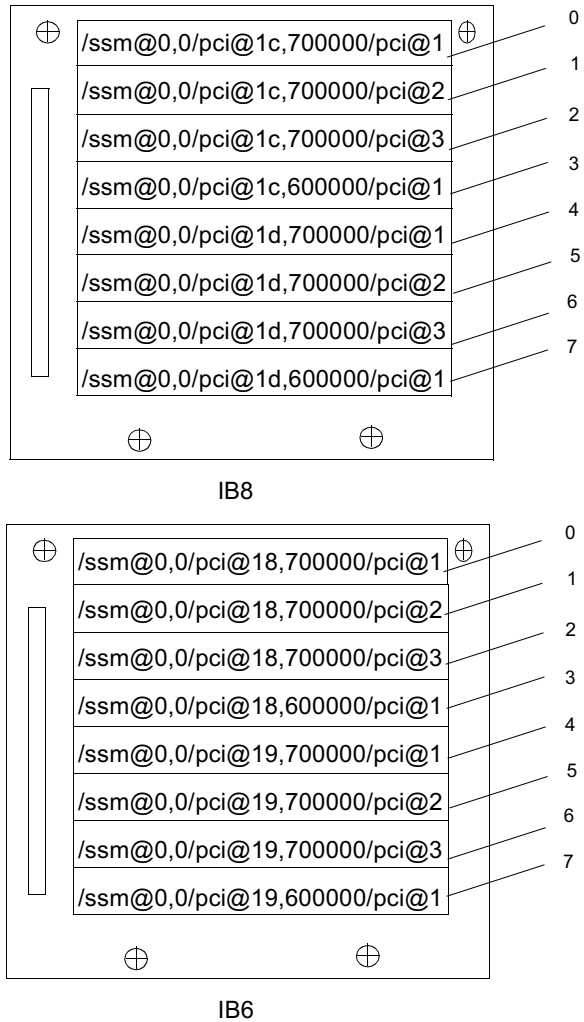 /ssm@0,0/pci@1c,700000/pci@1 0
/ssm@0,0/pci@1c,700000/pci@2 1
/ssm@0,0/pci@1c,700000/pci@3 2
/ssm@0,0/pci@1c,600000/pci@1 3
/ssm@0,0/pci@1d,700000/pci@1 4
/ssm@0,0/pci@1d,700000/pci@2 5
/ssm@0,0/pci@1d,700000/pci@3 6
/ssm@0,0/pci@1d,600000/pci@1 7
IB8
/ssm@0,0/pci@18,700000/pci@1 0
/ssm@0,0/pci@18,700000/pci@2 1
/ssm@0,0/pci@18,700000/pci@3 2
/ssm@0,0/pci@18,600000/pci@1 3
/ssm@0,0/pci@19,700000/pci@1 4
/ssm@0,0/pci@19,700000/pci@2 5
/ssm@0,0/pci@19,700000/pci@3 6
/ssm@0,0/pci@19,600000/pci@1 7
IB6